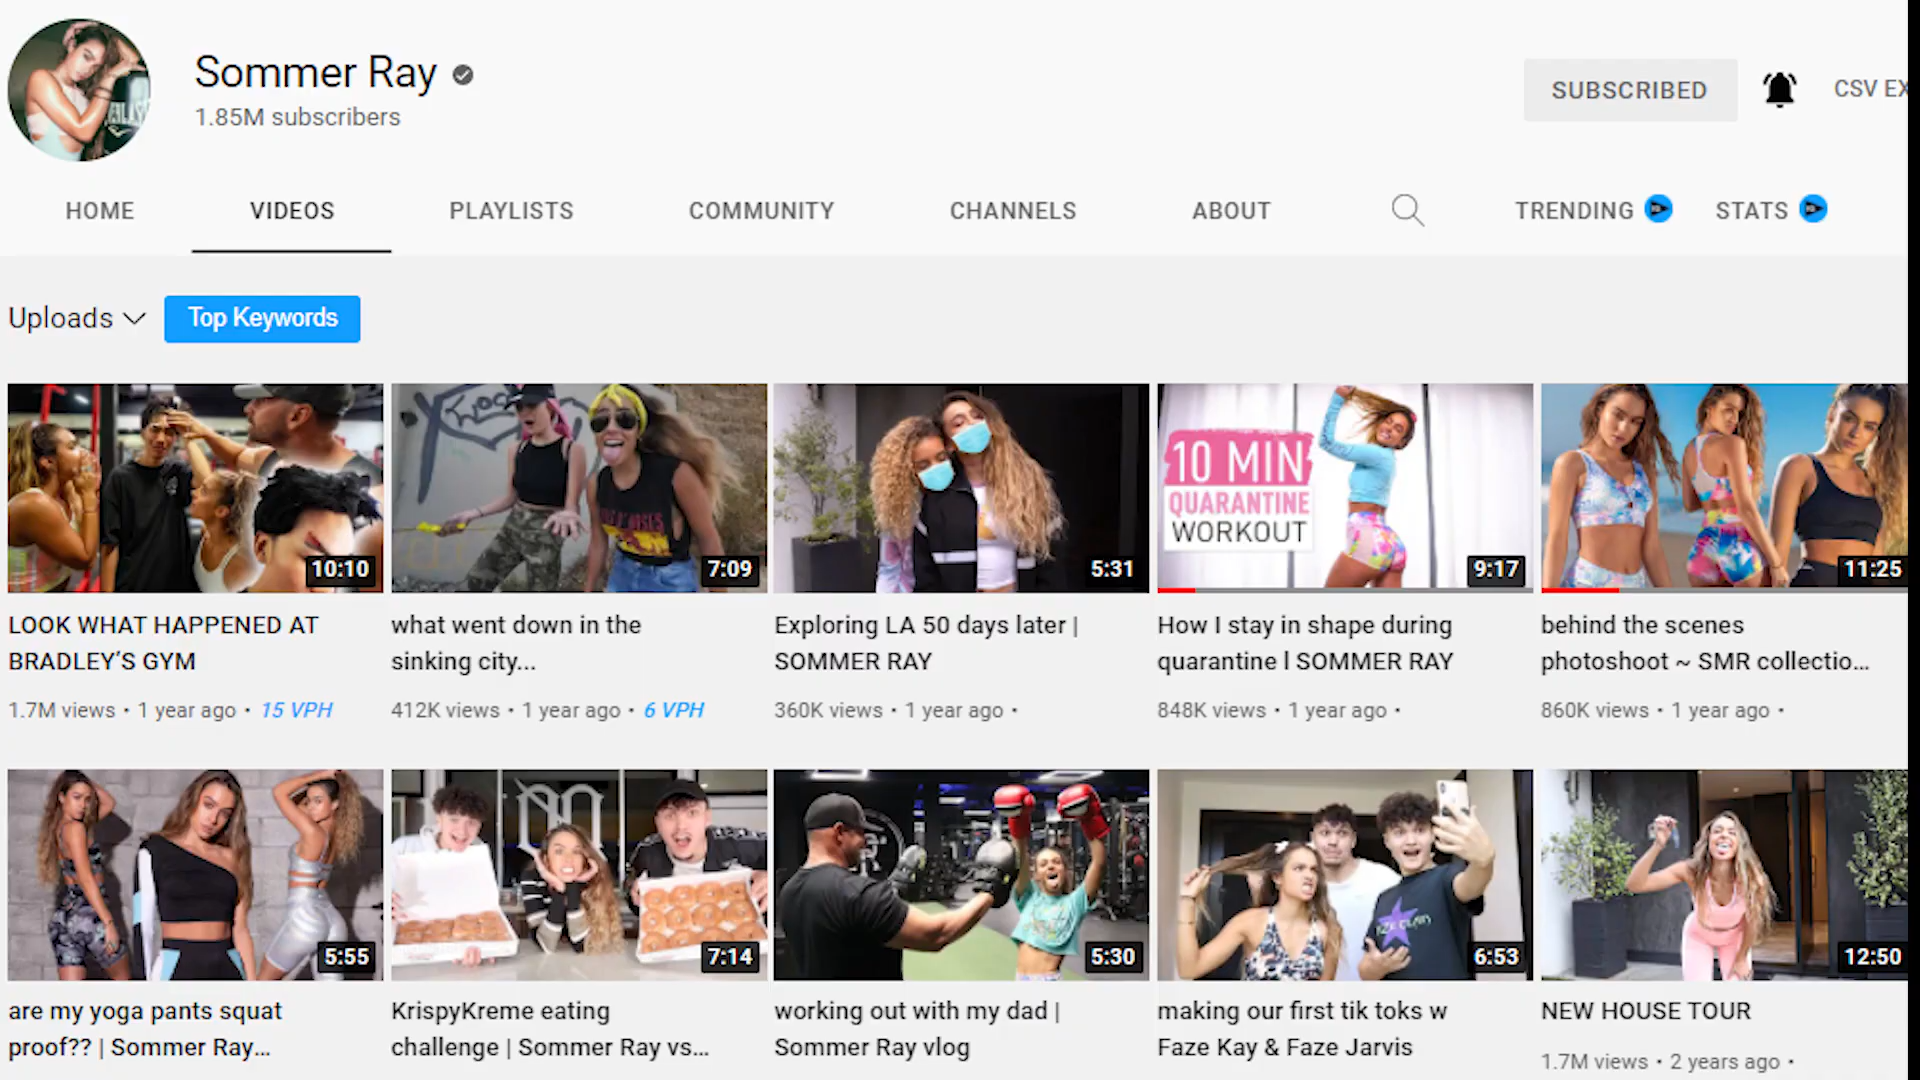 Sommer Ray
1.85M subscribers
SUBSCRIBED
CSV EX
HOME
VIDEOS
PLAYLISTS
COMMUNITY
CHANNELS
ABOUT
TRENDING
STATS
Uploads
Top Keywords
10:10
7:09
10 MIN
QUARANTINE
WORKOUT
5:31
9:17
11:25
LOOK WHAT HAPPENED AT
BRADLEY'S GYM
1.7M views • 1 year ago • 15 VPH
what went down in the
sinking city...
412K views • 1 year ago • 6 VPH
Exploring LA 50 days later |
SOMMER RAY
360K views • 1 year ago •
How I stay in shape during
quarantine l SOMMER RAY
848K views • 1 year ago •
behind the scenes
photoshoot ~ SMR collectio...
860K views • 1 year ago •
5:55
7:14
5:30
6:53
12:50
are my yoga pants squat
proof?? | Sommer Ray...
KrispyKreme eating
challenge | Sommer Ray vs...
working out with my dad |
Sommer Ray vlog
making our first tik toks w
Faze Kay & Faze Jarvis
NEW HOUSE TOUR
1.7M views • 2 years ago •